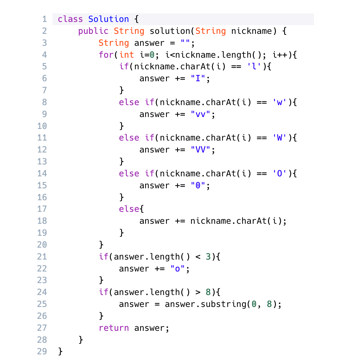 1 class Solution {
2 public String solution(String nickname) {
3 String answer = "";
4 for(int i=0; i<nickname.length(); i++){
5 if(nickname.charAt(i) == 'l'){
6 answer += "I";
7 }
8 else if(nickname.charAt(i) == 'w'){
9 answer += "vv";
10 }
11 else if(nickname.charAt(i) == 'W'){
12 answer += "VV";
13 }
14 else if(nickname.charAt(i) == 'O'){
15 answer += "0";
16 }
17 else{
18 answer += nickname.charAt(i);
19 }
20 }
21 if(answer.length() < 3){
22 answer += "o";
23 }
24 if(answer.length() > 8){
25 answer = answer.substring(0, 8);
26 }
27 return answer;
28 }
29 }